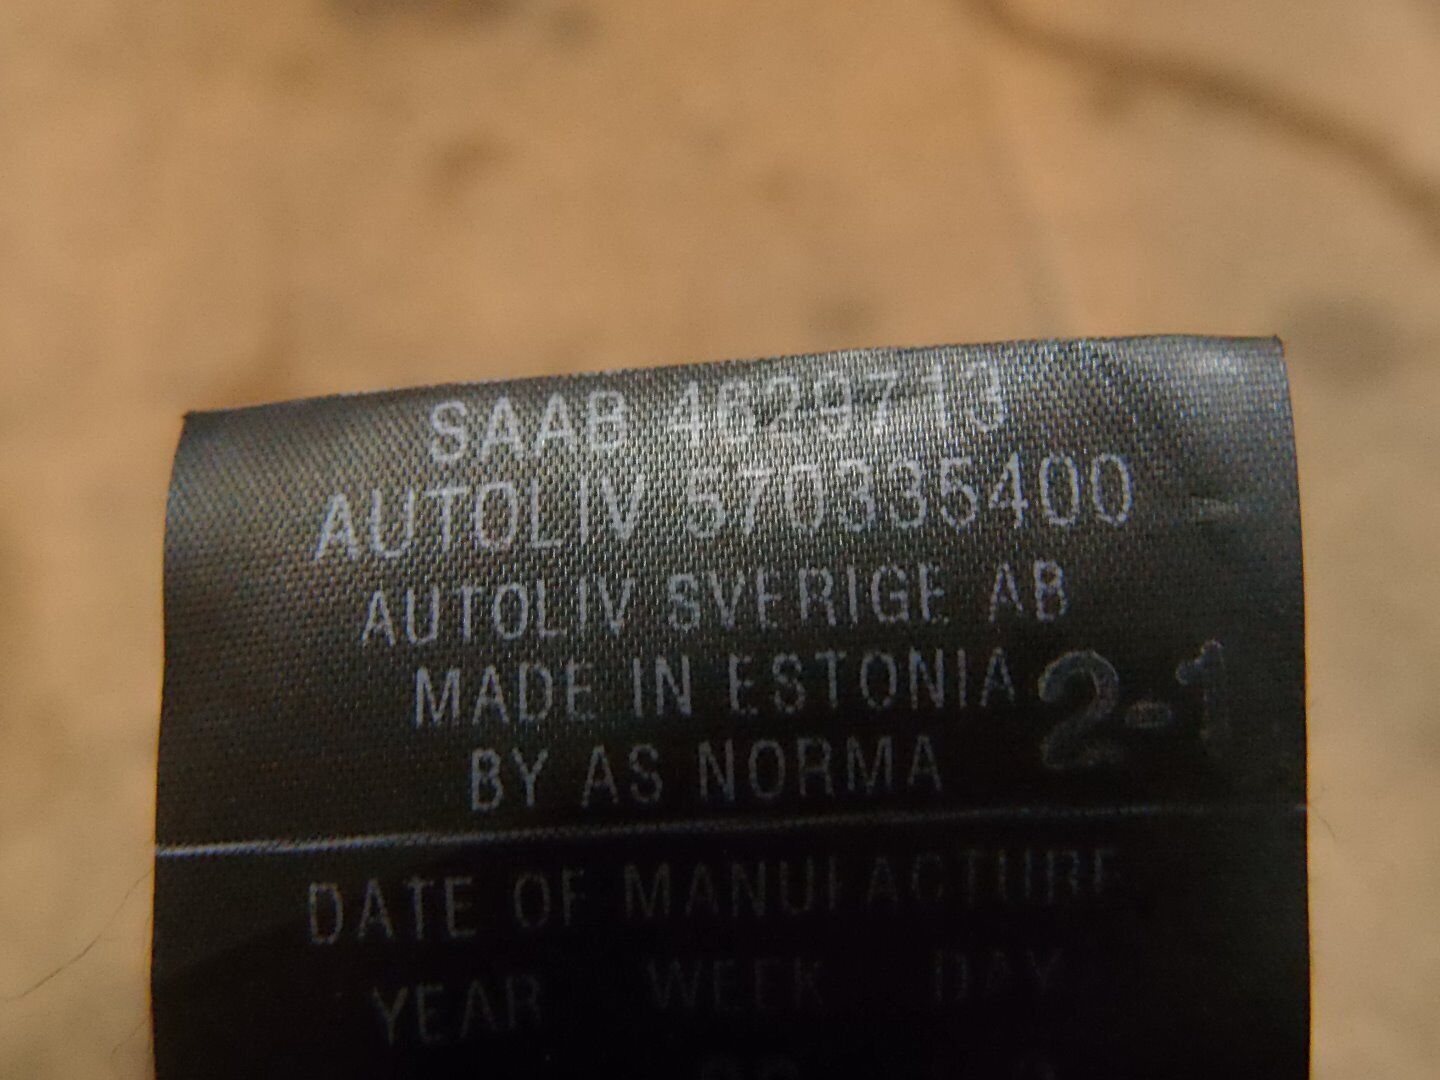 SAAB 4629713
AUTOLIV 570335400
AUTOLIV SVERIGE AB
MADE IN ESTONIA
2-1
BY AS NORMA
DATE OF MANUFACTURE
YEAR WEEK DAY